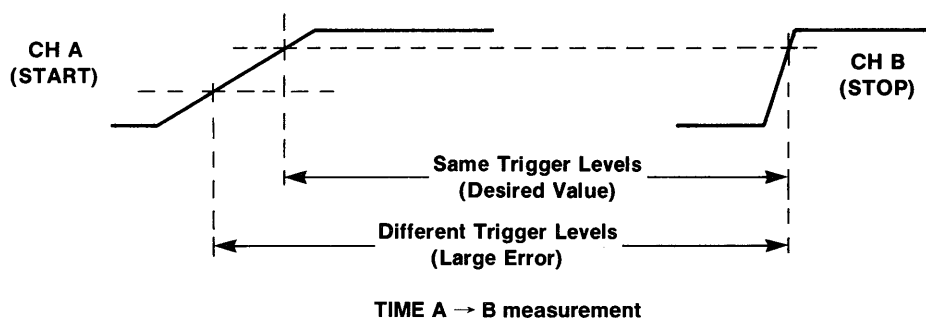 CH A
(START)
CH B
(STOP)
Same Trigger Levels
(Desired Value)
Different Trigger Levels
(Large Error)
TIME A → B measurement